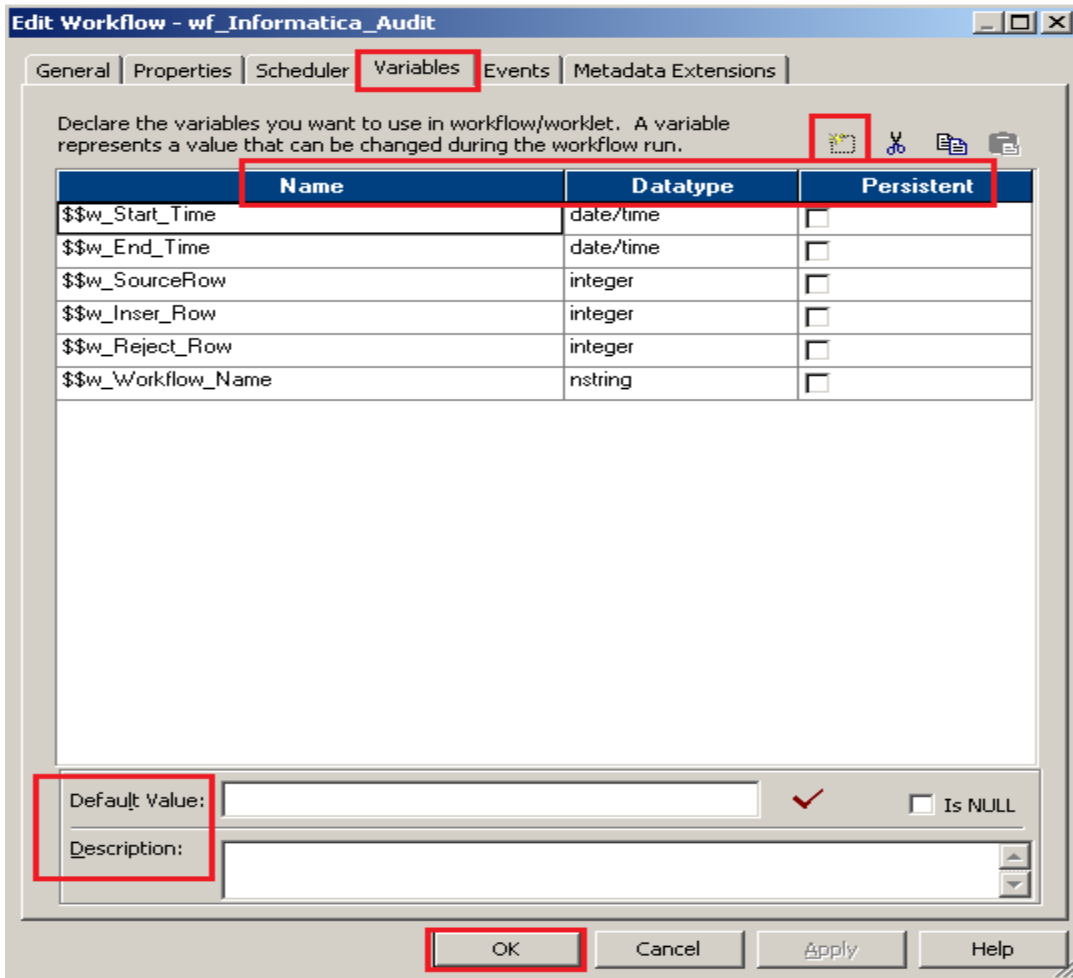 Edit Workflow - wf_Informatica_Audit
General Properties Scheduler Variables Events Metadata Extensions
Declare the variables you want to use in workflow/worklet. A variable
represents a value that can be changed during the workflow run.
Name Datatype Persistent
$$w_Start_Time date/time
$$w_End_Time date/time
$$w_SourceRow integer
$$w_Inser_Row integer
$$w_Reject_Row integer
$$w_Workflow_Name nstring
Default Value: Is NULL
Description:
OK Cancel Apply Help